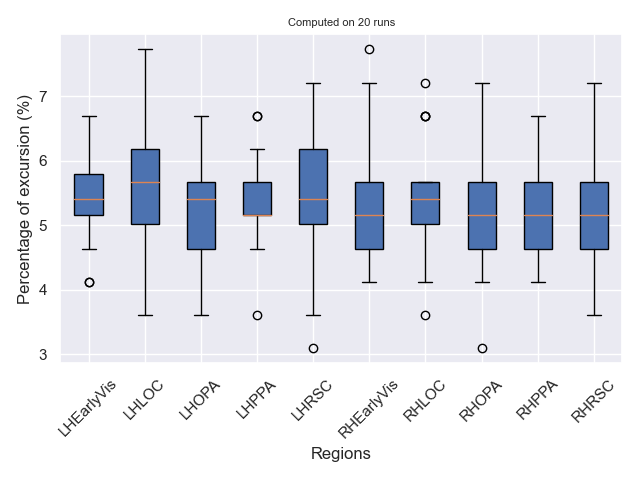 Computed on 20 runs
Percentage of excursion (%)
7
6
5
4
3
LHEarlyVis
LHLOC
LHOPA
LHPPA
LHRSC
RHEarlyVis
RHLOC
RHOPA
RHPPA
RHRSC
Regions